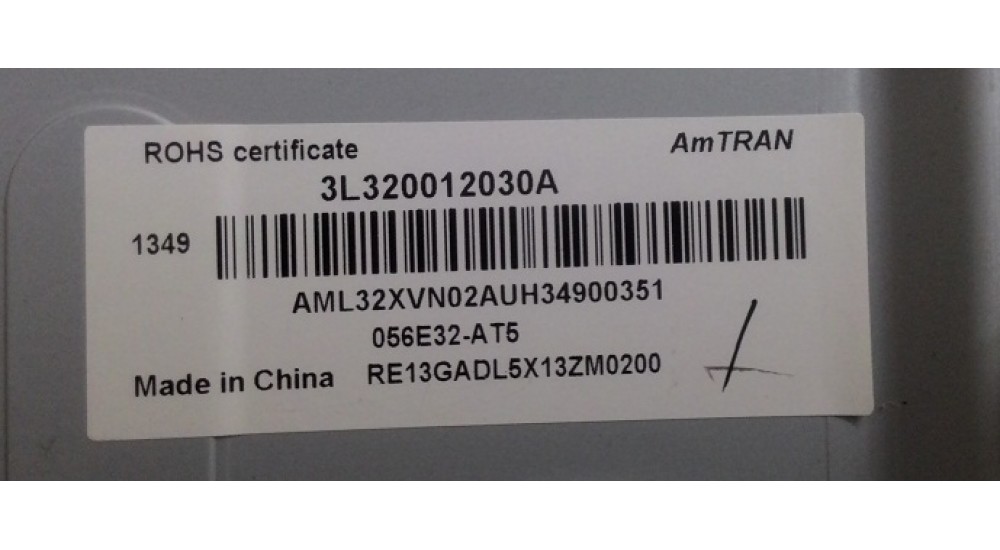 ROHS certificate AmTRAN
3L320012030A
1349
AML32XVN02AUH34900351
056E32-AT5
Made in China RE13GADL5X13ZM0200